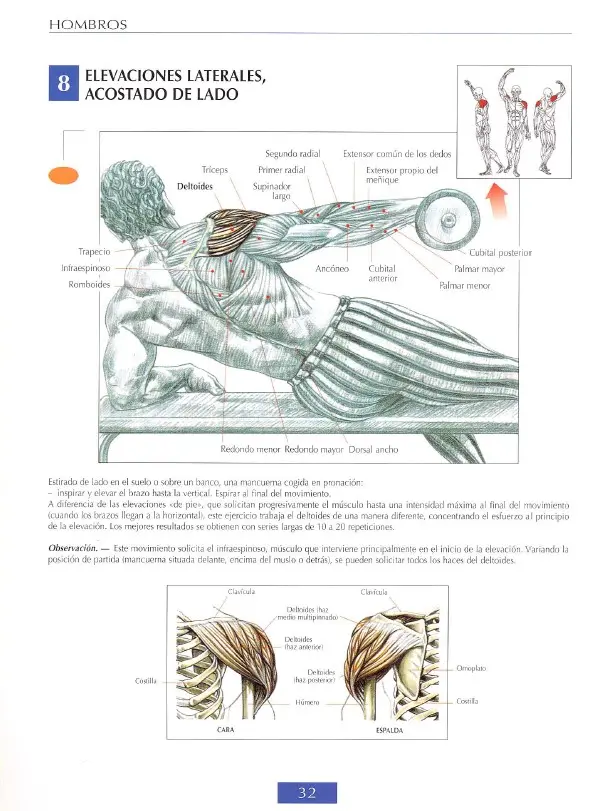 HOMBROS
8
ELEVACIONES LATERALES,
ACOSTADO DE LADO
Segundo radial
Extensor común de los dedos
Tríceps
Primer radial
Extensor propio del
meñique
Deltoides
Supinador
largo
Trapecio
Infraespinoso
Romboides
Ancóneo
Cubital
anterior
Cubital posterior
Palmar mayor
Palmar menor
Redondo menor
Redondo mayor
Dorsal ancho
Estirado de lado en el suelo o sobre un banco, una mancuerna cogida en pronación:
– inspirar y elevar el brazo hasta la vertical. Espirar al final del movimiento.
A diferencia de las elevaciones «de pie», que solicitan progresivamente el músculo hasta una intensidad máxima al final del movimiento
(cuando los brazos llegan a la horizontal), este ejercicio trabaja el deltoides de una manera diferente, concentrando el esfuerzo al principio
de la elevación. Los mejores resultados se obtienen con series largas de 10 a 20 repeticiones.
Observación. — Este movimiento solicita el infraespinoso, músculo que interviene principalmente en el inicio de la elevación. Variando la
posición de partida (mancuerna situada delante, encima del muslo o detrás), se pueden solicitar todos los haces del deltoides.
Clavícula
Clavícula
Deltoides (haz
medio multipinnado)
Deltoides
(haz anterior)
Deltoides
(haz posterior)
Omoplato
Costilla
Húmero
Costilla
CARA
ESPALDA
32